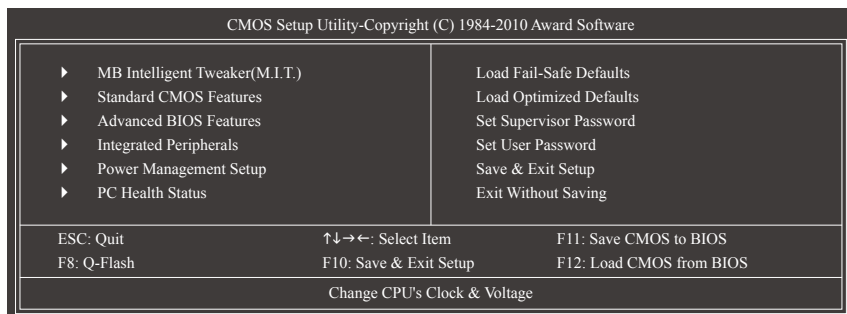 CMOS Setup Utility-Copyright (C) 1984-2010 Award Software
MB Intelligent Tweaker(M.I.T.)
Standard CMOS Features
Advanced BIOS Features
Integrated Peripherals
Power Management Setup
PC Health Status
Load Fail-Safe Defaults
Load Optimized Defaults
Set Supervisor Password
Set User Password
Save & Exit Setup
Exit Without Saving
ESC: Quit ↑↓→←: Select Item F11: Save CMOS to BIOS
F8: Q-Flash F10: Save & Exit Setup F12: Load CMOS from BIOS
Change CPU's Clock & Voltage